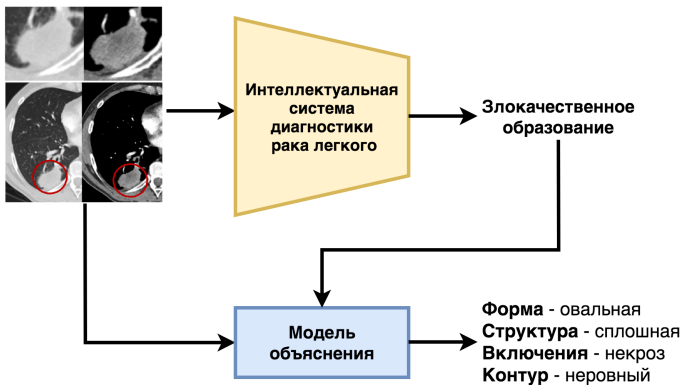 Интеллектуальная
система
диагностики
рака легкого
Злокачественное
образование
Модель
объяснения
Форма - овальная
Структура - сплошная
Включения - некроз
Контур - неровный